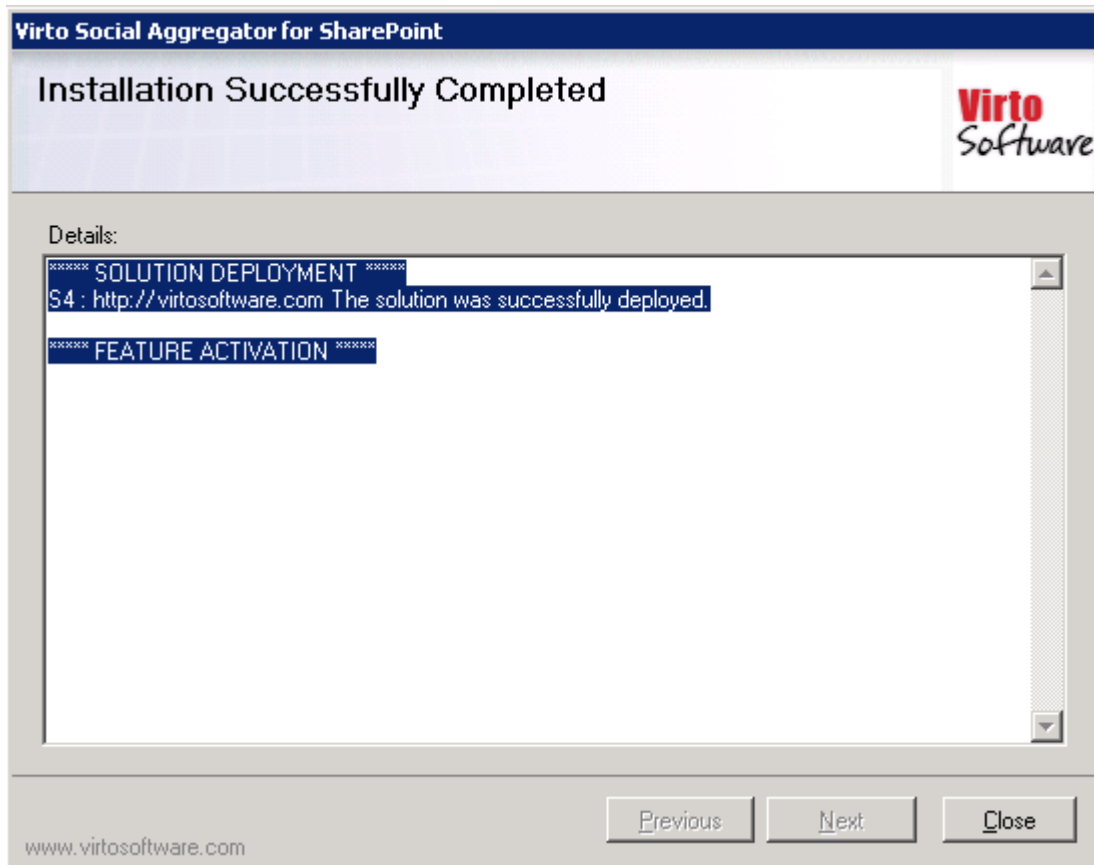 Virto Social Aggregator for SharePoint
Installation Successfully Completed
Virto
Software
Details:
***** SOLUTION DEPLOYMENT *****
S4 : http://virtosoftware.com The solution was successfully deployed.
***** FEATURE ACTIVATION *****
Previous
Next
Close
www.virtosoftware.com